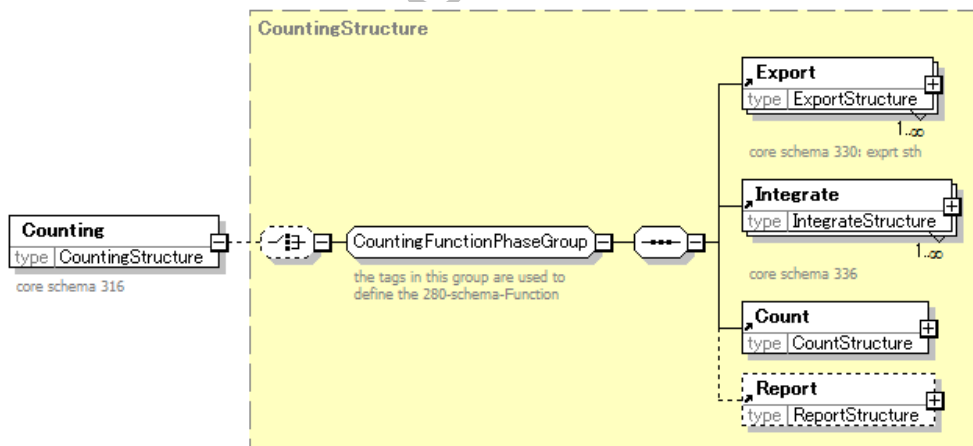 CountingStructure
Export
type ExportStructure
1..∞
core schema 330: exprt sth
Integrate
type IntegrateStructure
1..∞
core schema 336
Counting
type CountingStructure
core schema 316
CountingFunctionPhaseGroup
the tags in this group are used to
define the 280-schema-Function
Count
type CountStructure
Report
type ReportStructure